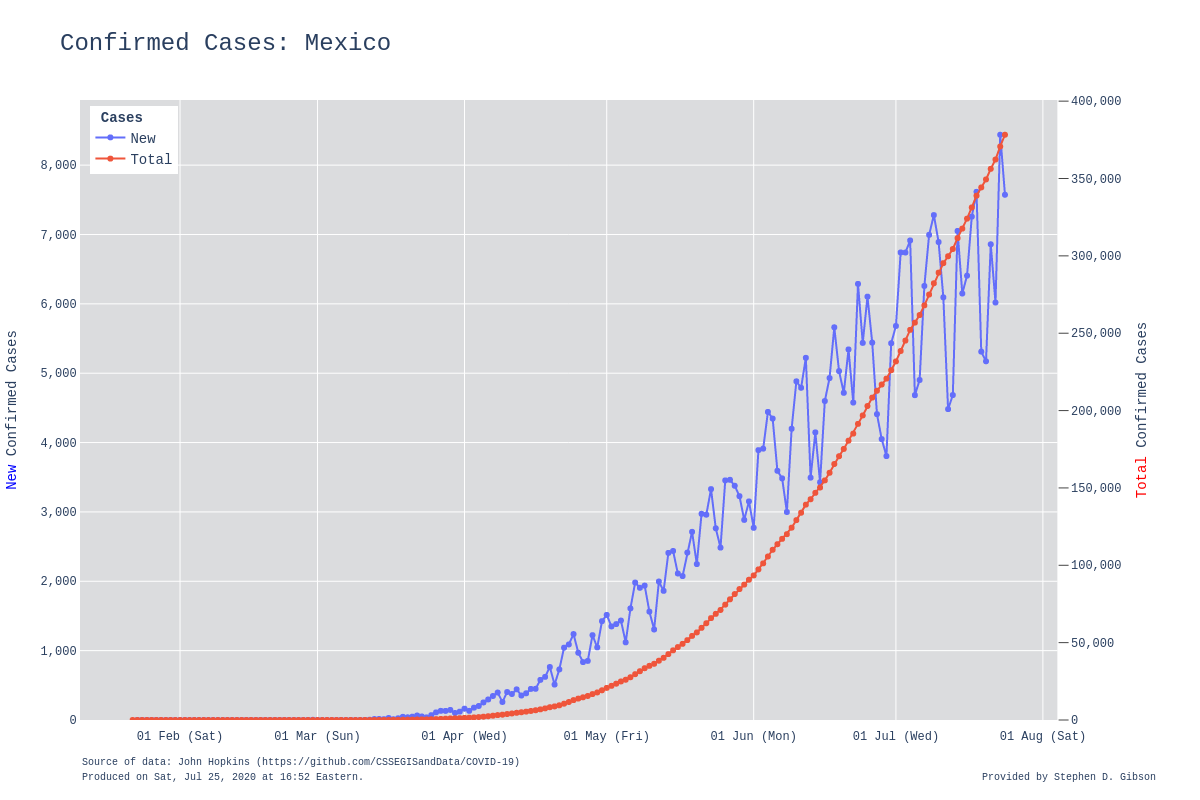 Confirmed Cases: Mexico
Cases
New
Total
400,000
350,000
300,000
250,000
200,000
150,000
100,000
50,000
0
8,000
7,000
6,000
5,000
4,000
3,000
2,000
1,000
0
New Confirmed Cases
Total Confirmed Cases
01 Feb (Sat)
01 Mar (Sun)
01 Apr (Wed)
01 May (Fri)
01 Jun (Mon)
01 Jul (Wed)
01 Aug (Sat)
Source of data: John Hopkins (https://github.com/CSSEGISandData/COVID-19)
Produced on Sat, Jul 25, 2020 at 16:52 Eastern.
Provided by Stephen D. Gibson